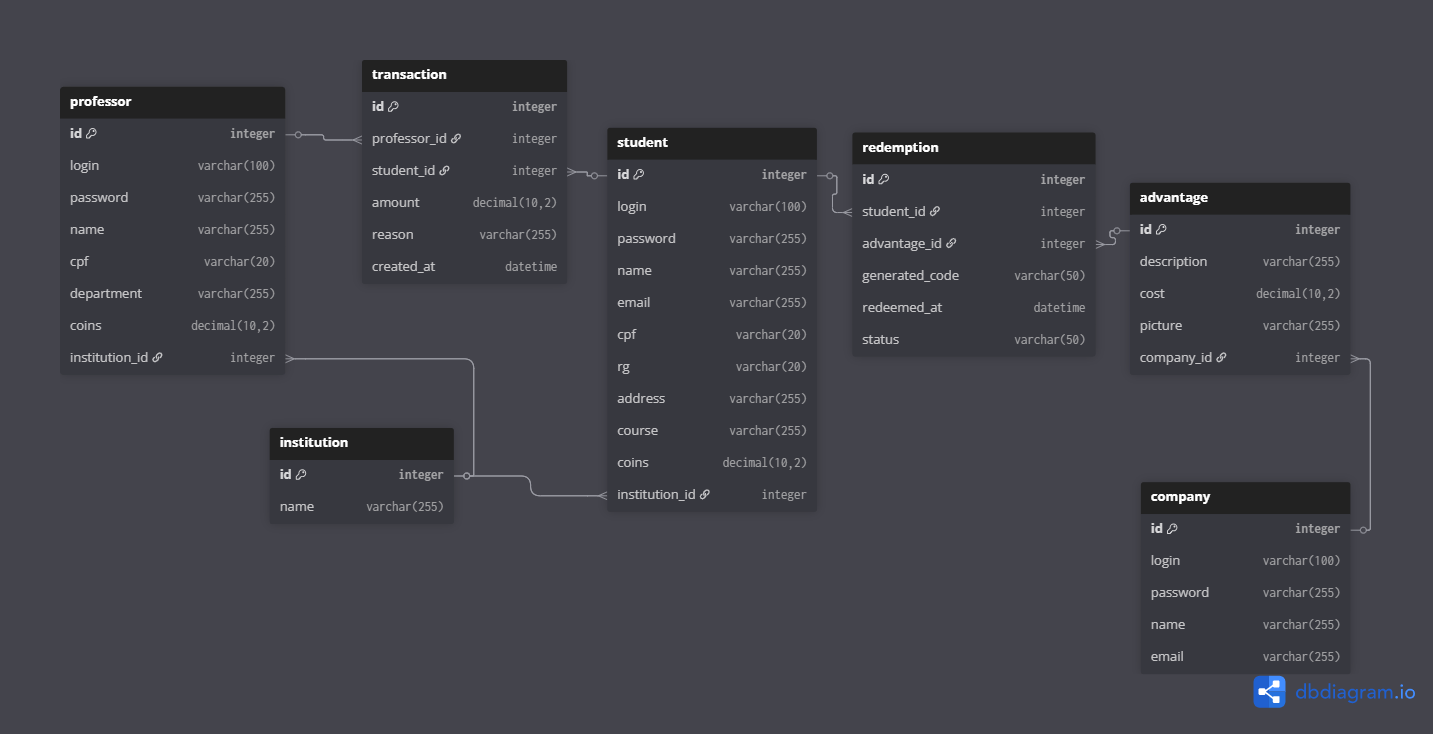 professor
id integer
login varchar(100)
password varchar(255)
name varchar(255)
cpf varchar(20)
department varchar(255)
coins decimal(10,2)
institution_id integer
transaction
id integer
professor_id integer
student_id integer
amount decimal(10,2)
reason varchar(255)
created_at datetime
student
id integer
login varchar(100)
password varchar(255)
name varchar(255)
email varchar(255)
cpf varchar(20)
rg varchar(20)
address varchar(255)
course varchar(255)
coins decimal(10,2)
institution_id integer
redemption
id integer
student_id integer
advantage_id integer
generated_code varchar(50)
redeemed_at datetime
status varchar(50)
advantage
id integer
description varchar(255)
cost decimal(10,2)
picture varchar(255)
company_id integer
institution
id integer
name varchar(255)
company
id integer
login varchar(100)
password varchar(255)
name varchar(255)
email varchar(255)
dbdiagram.io